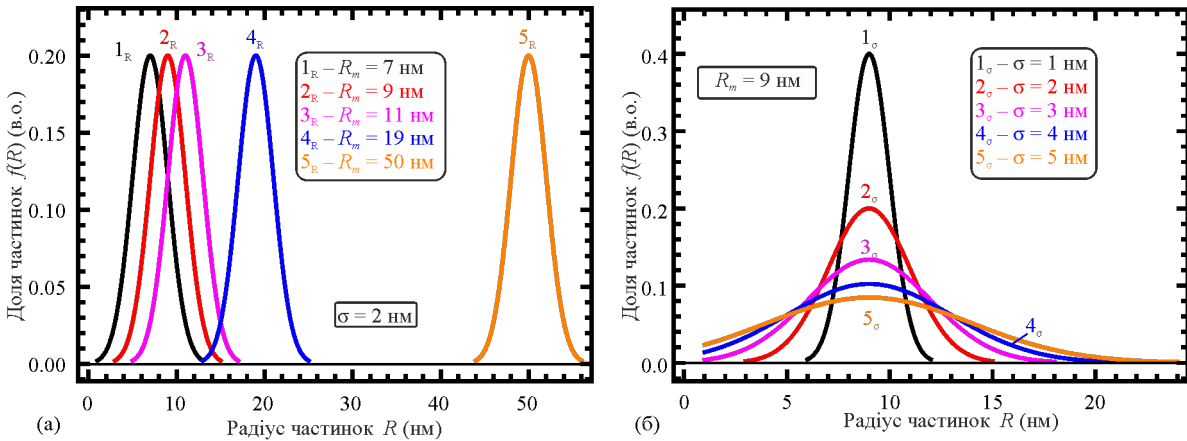 1R
2R
3R
4R
5R
1R – Rm = 7 нм
2R – Rm = 9 нм
3R – Rm = 11 нм
4R – Rm = 19 нм
5R – Rm = 50 нм
σ = 2 нм
Доля частинок f(R) (в.о.)
0.20
0.15
0.10
0.05
0.00
0 10 20 30 40 50
Радіус частинок R (нм)
(а)
1σ
2σ
3σ
4σ
5σ
Rm = 9 нм
1σ – σ = 1 нм
2σ – σ = 2 нм
3σ – σ = 3 нм
4σ – σ = 4 нм
5σ – σ = 5 нм
Доля частинок f(R) (в.о.)
0.4
0.3
0.2
0.1
0.0
0 5 10 15 20
Радіус частинок R (нм)
(б)